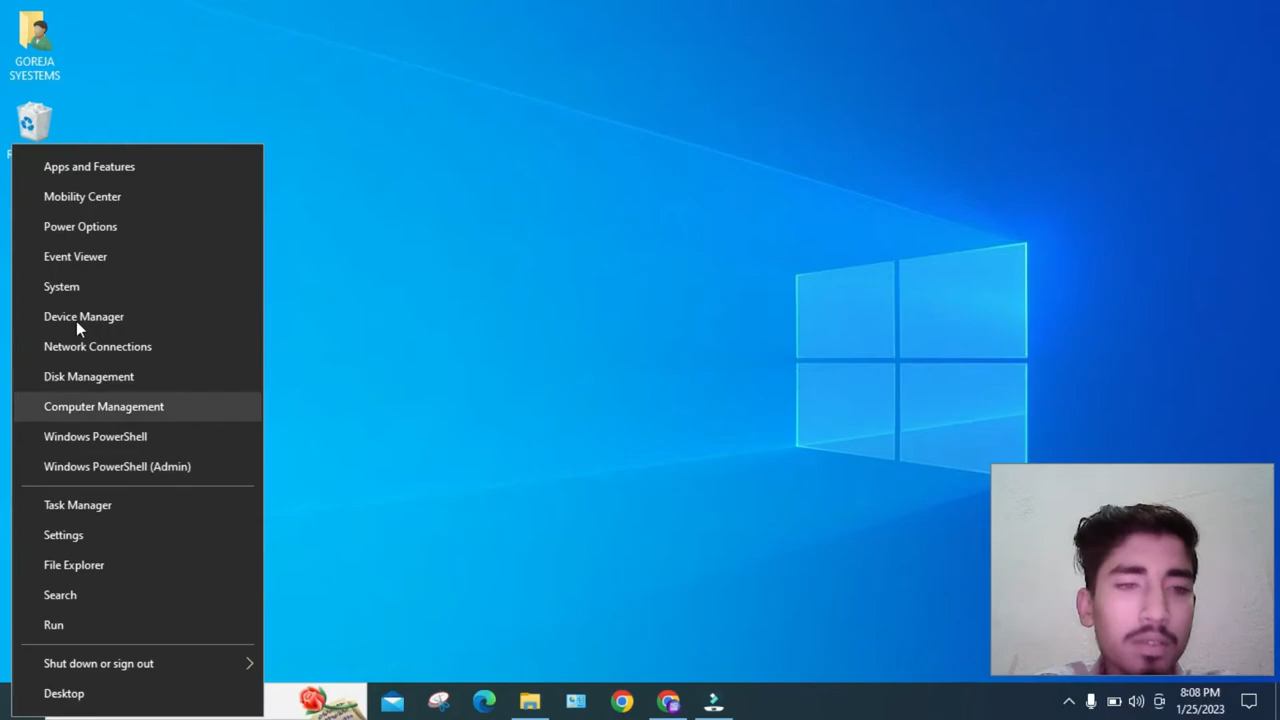 GOREJA
SYESTEMS
Apps and Features
Mobility Center
Power Options
Event Viewer
System
Device Manager
Network Connections
Disk Management
Computer Management
Windows PowerShell
Windows PowerShell (Admin)
Task Manager
Settings
File Explorer
Search
Run
Shut down or sign out
Desktop
8:08 PM
1/25/2023